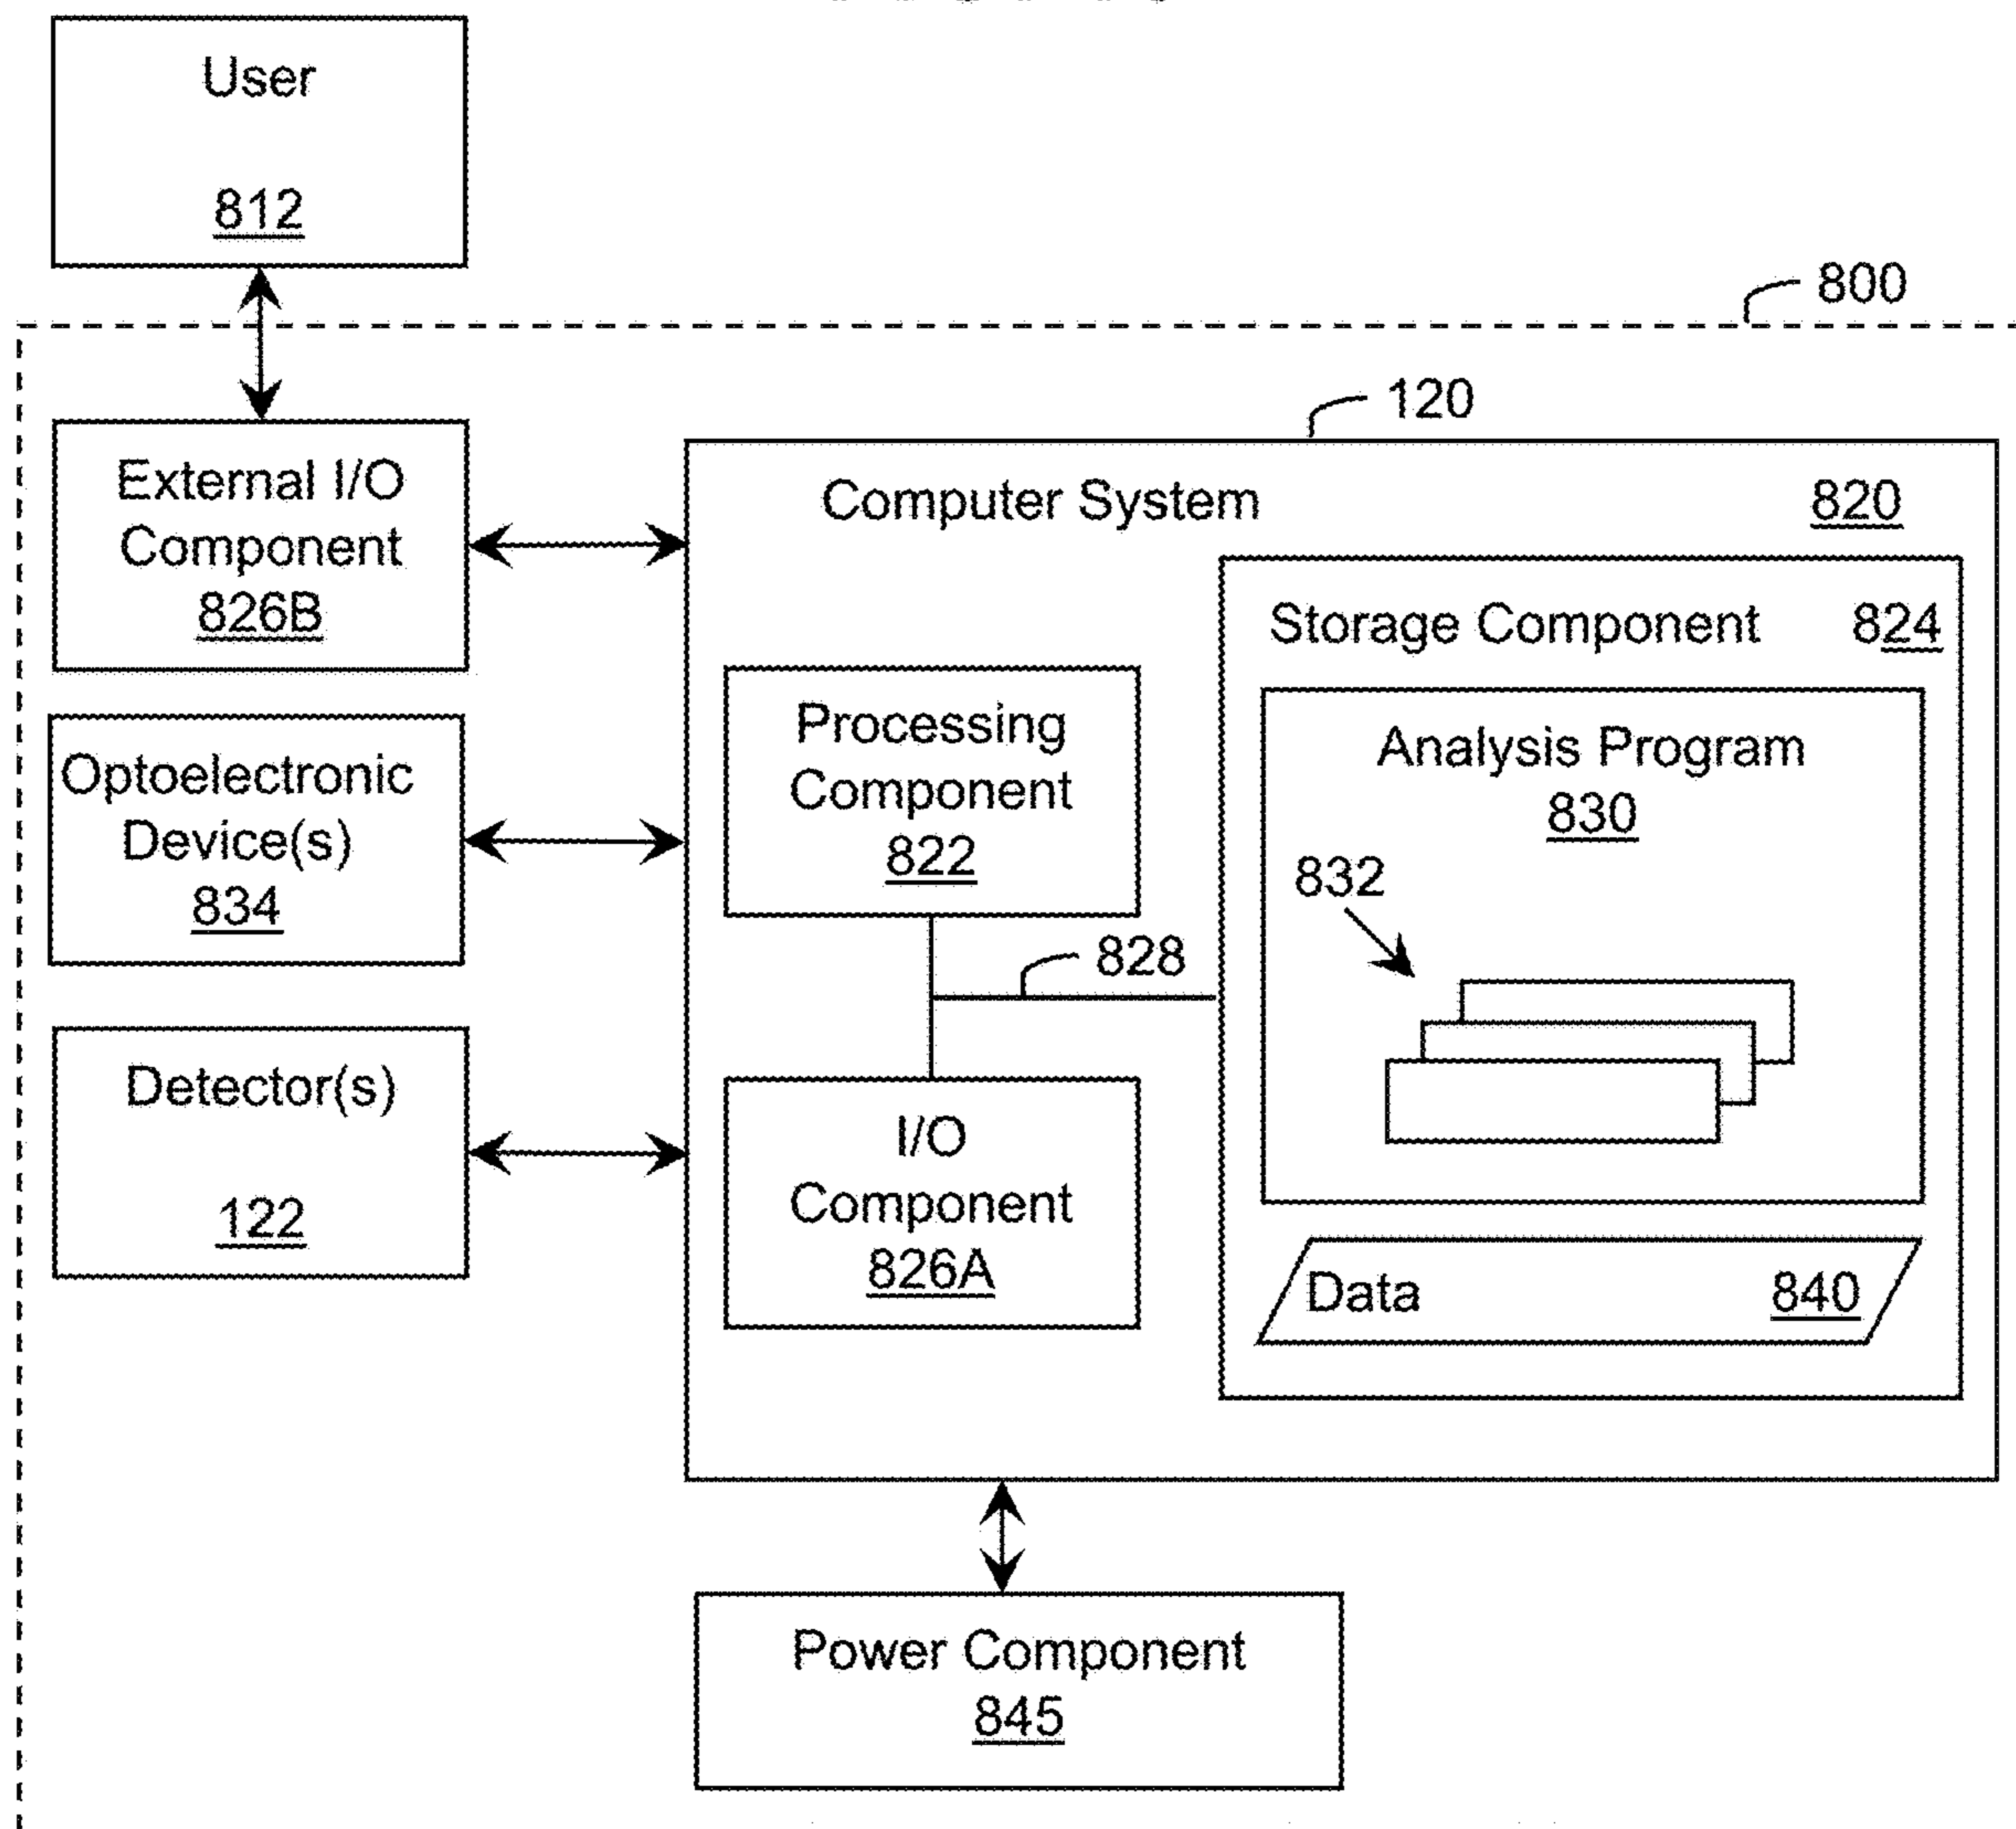 User
812
800
120
External I/O
Component
826B
Computer System
820
Storage Component
824
Processing
Component
822
Analysis Program
830
832
Optoelectronic
Device(s)
834
828
Detector(s)
122
I/O
Component
826A
Data
840
Power Component
845